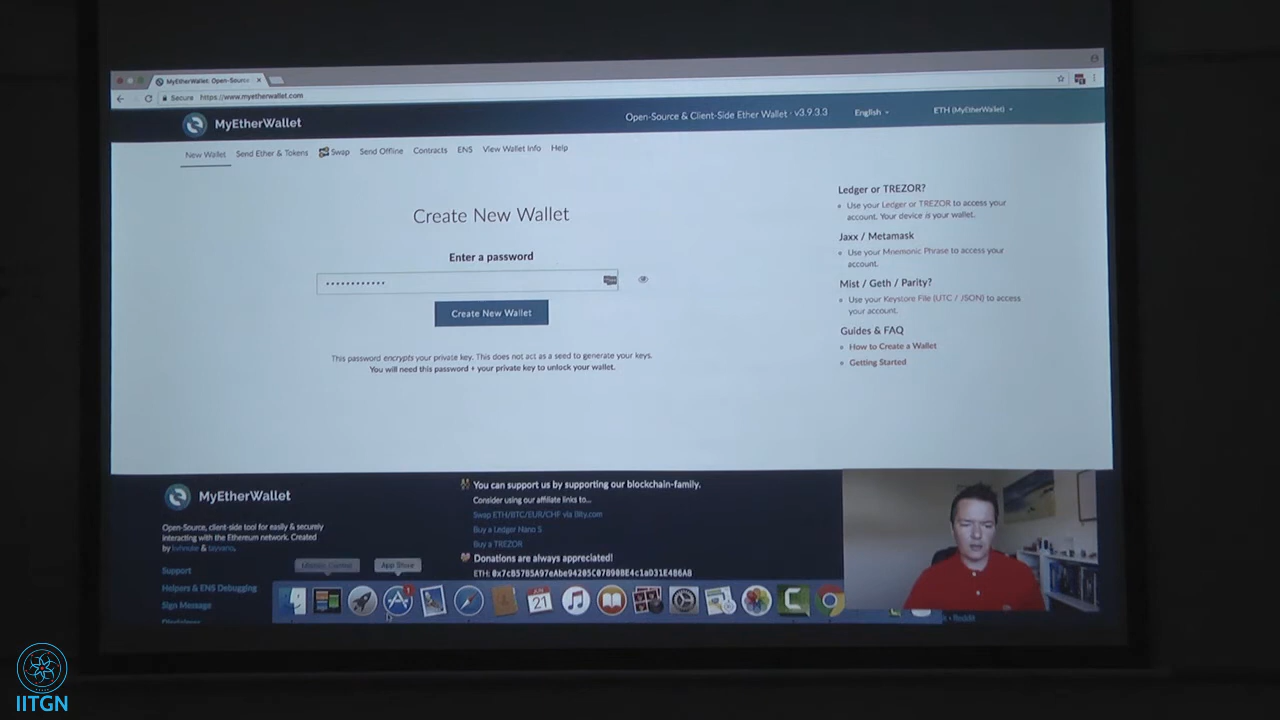 MyEtherWallet: Open-Source
Secure https://www.myetherwallet.com
MyEtherWallet
Open-Source & Client-Side Ether Wallet · v3.9.3.3
English
ETH (MyEtherWallet)
New Wallet Send Ether & Tokens Swap Send Offline Contracts ENS View Wallet Info Help
Create New Wallet
Enter a password
Create New Wallet
This password encrypts your private key. This does not act as a seed to generate your keys.
You will need this password + your private key to unlock your wallet.
Ledger or TREZOR?
Use your Ledger or TREZOR to access your
account. Your device is your wallet.
Jaxx / Metamask
Use your Mnemonic Phrase to access your
account.
Mist / Geth / Parity?
Use your Keystore File (UTC / JSON) to access
your account.
Guides & FAQ
How to Create a Wallet
Getting Started
MyEtherWallet
Open-Source, client-side tool for easily & securely
interacting with the Ethereum network. Created
by &
Support
Helpers & ENS Debugging
Sign Message
You can support us by supporting our blockchain-family.
Consider using our affiliate links to...
Swap ETH/BTC/EUR/CHF via Bity.com
Buy a Ledger Nano S
Buy a TREZOR
Donations are always appreciated!
ETH:
Mission Control
App Store
1
21
Reddit
IITGN